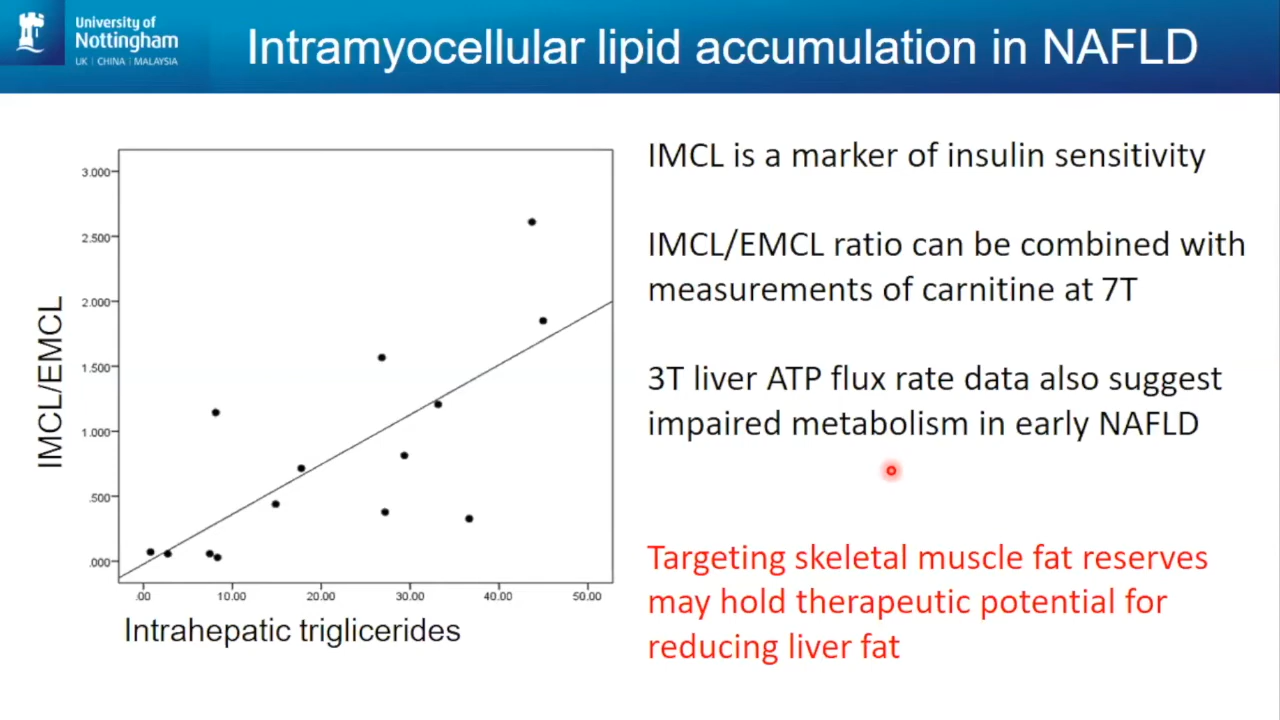 University of
Nottingham
UK | CHINA | MALAYSIA
Intramyocellular lipid accumulation in NAFLD
IMCL/EMCL
3.000
2.500
2.000
1.500
1.000
.500
.000
.00 10.00 20.00 30.00 40.00 50.00
Intrahepatic triglicerides
IMCL is a marker of insulin sensitivity
IMCL/EMCL ratio can be combined with
measurements of carnitine at 7T
3T liver ATP flux rate data also suggest
impaired metabolism in early NAFLD
Targeting skeletal muscle fat reserves
may hold therapeutic potential for
reducing liver fat